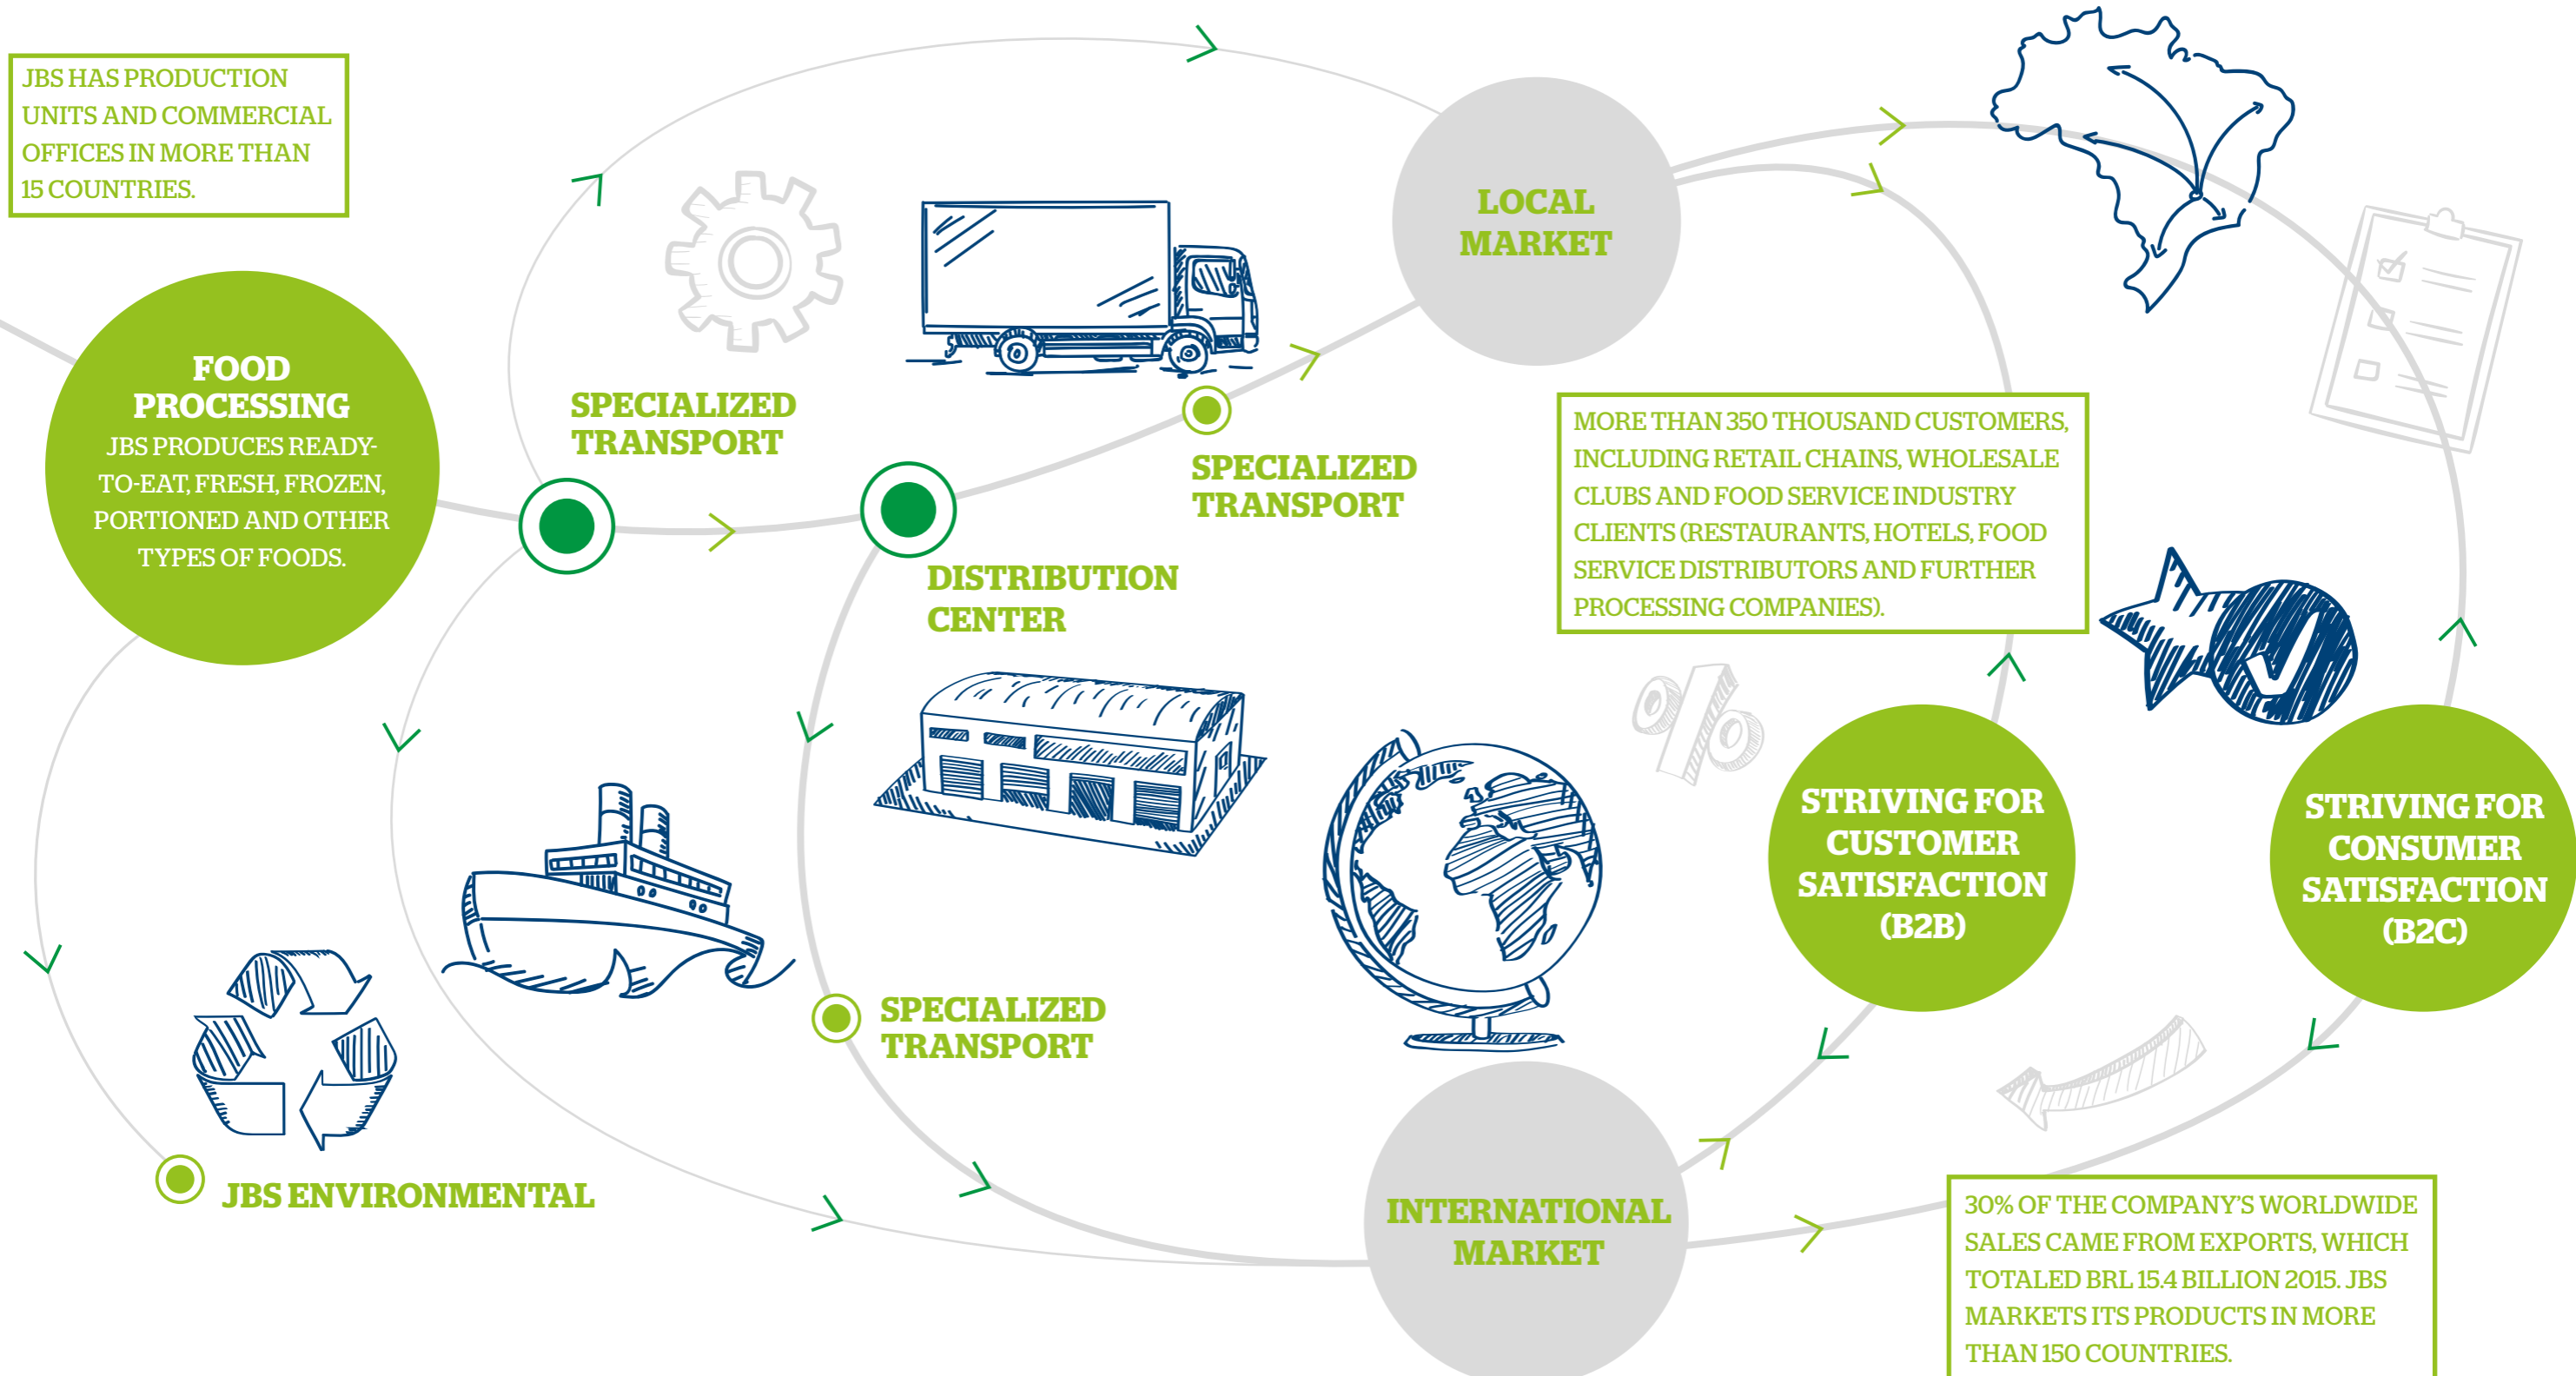 JBS HAS PRODUCTION
UNITS AND COMMERCIAL
OFFICES IN MORE THAN
15 COUNTRIES.
FOOD
PROCESSING
JBS PRODUCES READY-
TO-EAT, FRESH, FROZEN,
PORTIONED AND OTHER
TYPES OF FOODS.
SPECIALIZED
TRANSPORT
LOCAL
MARKET
SPECIALIZED
TRANSPORT
DISTRIBUTION
CENTER
MORE THAN 350 THOUSAND CUSTOMERS,
INCLUDING RETAIL CHAINS, WHOLESALE
CLUBS AND FOOD SERVICE INDUSTRY
CLIENTS (RESTAURANTS, HOTELS, FOOD
SERVICE DISTRIBUTORS AND FURTHER
PROCESSING COMPANIES).
%
STRIVING FOR
CUSTOMER
SATISFACTION
(B2B)
STRIVING FOR
CONSUMER
SATISFACTION
(B2C)
SPECIALIZED
TRANSPORT
JBS ENVIRONMENTAL
INTERNATIONAL
MARKET
30% OF THE COMPANY'S WORLDWIDE
SALES CAME FROM EXPORTS, WHICH
TOTALED BRL 15.4 BILLION 2015. JBS
MARKETS ITS PRODUCTS IN MORE
THAN 150 COUNTRIES.